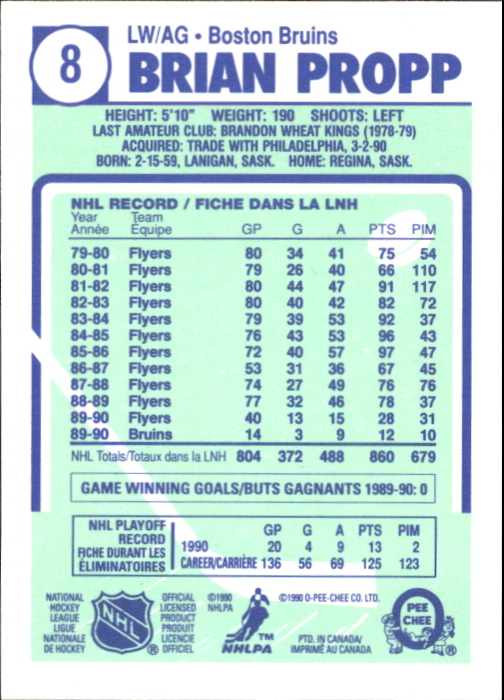 8
LW/AG • Boston Bruins
BRIAN PROPP
HEIGHT: 5'10" WEIGHT: 190 SHOOTS: LEFT
LAST AMATEUR CLUB: BRANDON WHEAT KINGS (1978-79)
ACQUIRED: TRADE WITH PHILADELPHIA, 3-2-90
BORN: 2-15-59, LANIGAN, SASK. HOME: REGINA, SASK.
NHL RECORD / FICHE DANS LA LNH
Year Team
Année Équipe GP G A PTS PIM
79-80 Flyers 80 34 41 75 54
80-81 Flyers 79 26 40 66 110
81-82 Flyers 80 44 47 91 117
82-83 Flyers 80 40 42 82 72
83-84 Flyers 79 39 53 92 37
84-85 Flyers 76 43 53 96 43
85-86 Flyers 72 40 57 97 47
86-87 Flyers 53 31 36 67 45
87-88 Flyers 74 27 49 76 76
88-89 Flyers 77 32 46 78 37
89-90 Flyers 40 13 15 28 31
89-90 Bruins 14 3 9 12 10
NHL Totals/Totaux dans la LNH 804 372 488 860 679
GAME WINNING GOALS/BUTS GAGNANTS 1989-90: 0
NHL PLAYOFF
RECORD
FICHE DURANT LES
ÉLIMINATOIRES
GP G A PTS PIM
1990 20 4 9 13 2
CAREER/CARRIÈRE 136 56 69 125 123
NATIONAL
HOCKEY
LEAGUE
LIGUE
NATIONALE
DE HOCKEY
NHL
®
OFFICIAL
LICENSED
PRODUCT
PRODUIT
LICENCIE
OFFICIEL
©1990
NHLPA
TM
NHLPA
©1990 O-PEE-CHEE CO. LTD.
PTD. IN CANADA/
IMP. AU CANADA
O
PEE
CHEE
®